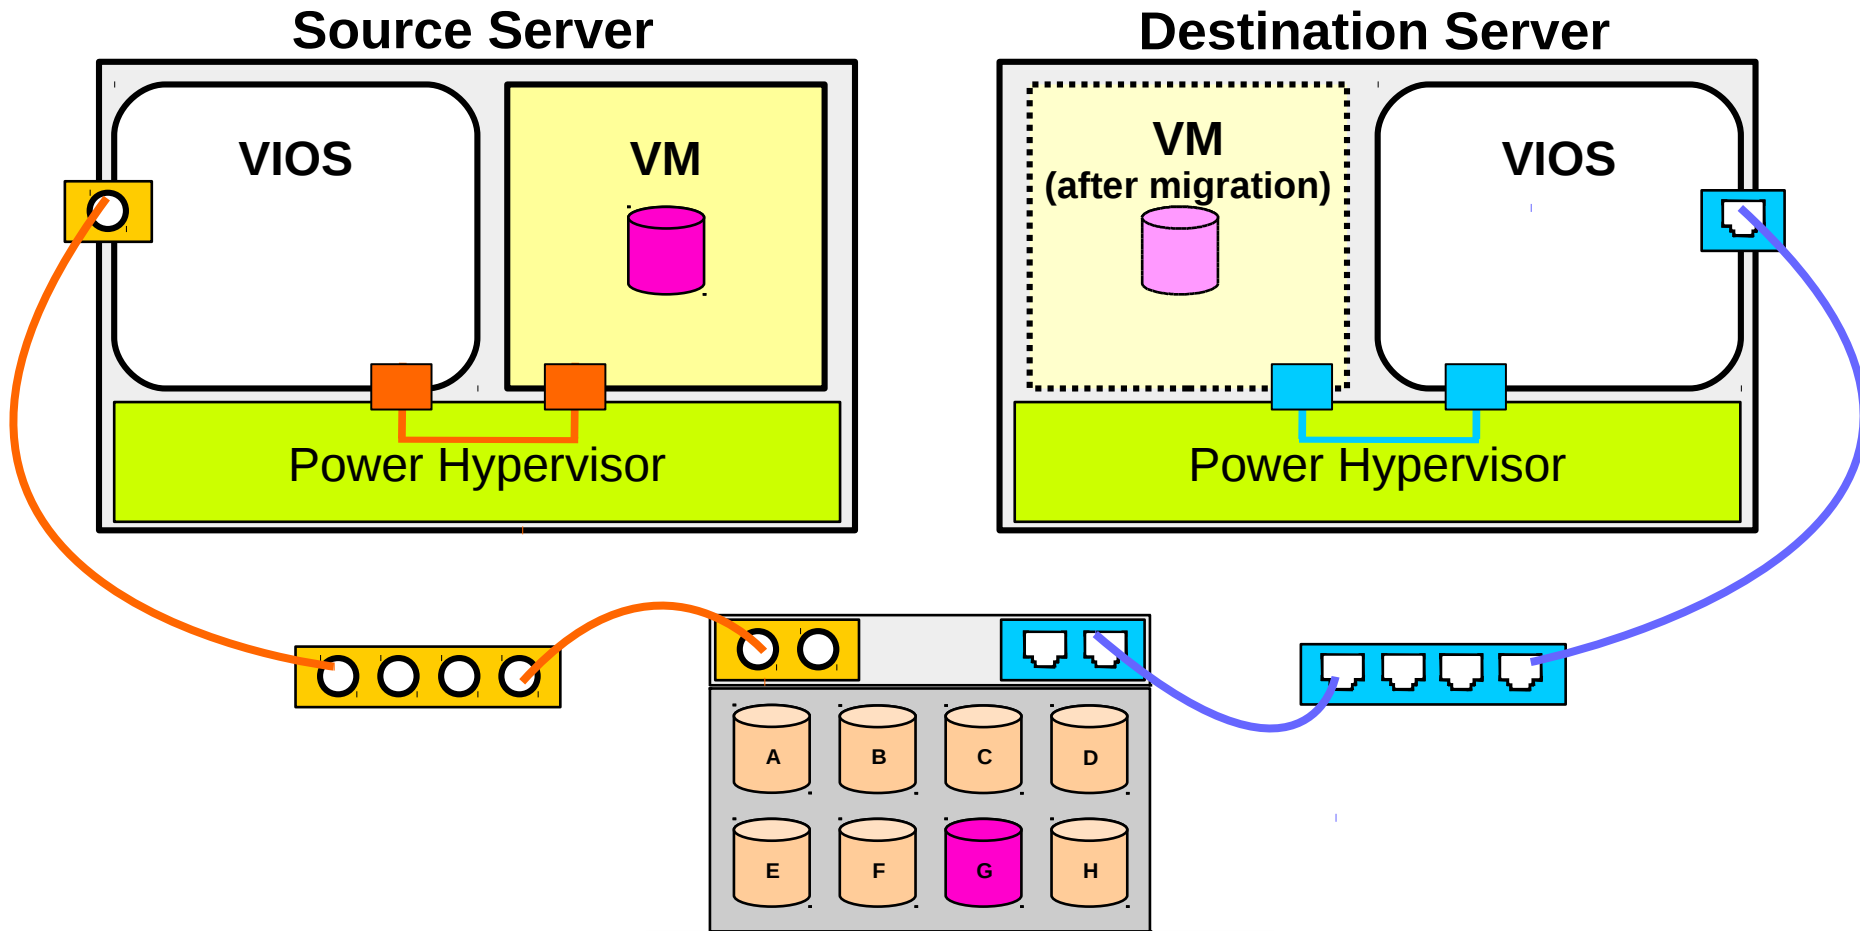 Source Server
Destination Server
VIOS
VM
VM
(after migration)
VIOS
Power Hypervisor
Power Hypervisor
A
B
C
D
E
F
G
H